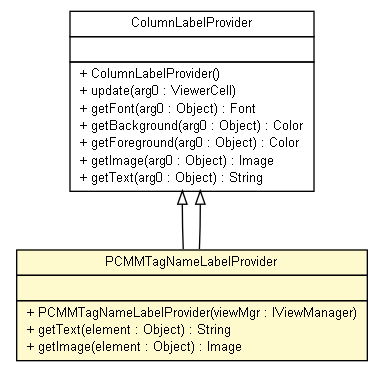 ColumnLabelProvider
+ ColumnLabelProvider()
+ update(arg0 : ViewerCell)
+ getFont(arg0 : Object) : Font
+ getBackground(arg0 : Object) : Color
+ getForeground(arg0 : Object) : Color
+ getImage(arg0 : Object) : Image
+ getText(arg0 : Object) : String
PCMMTagNameLabelProvider
+ PCMMTagNameLabelProvider(viewMgr : IViewManager)
+ getText(element : Object) : String
+ getImage(element : Object) : Image